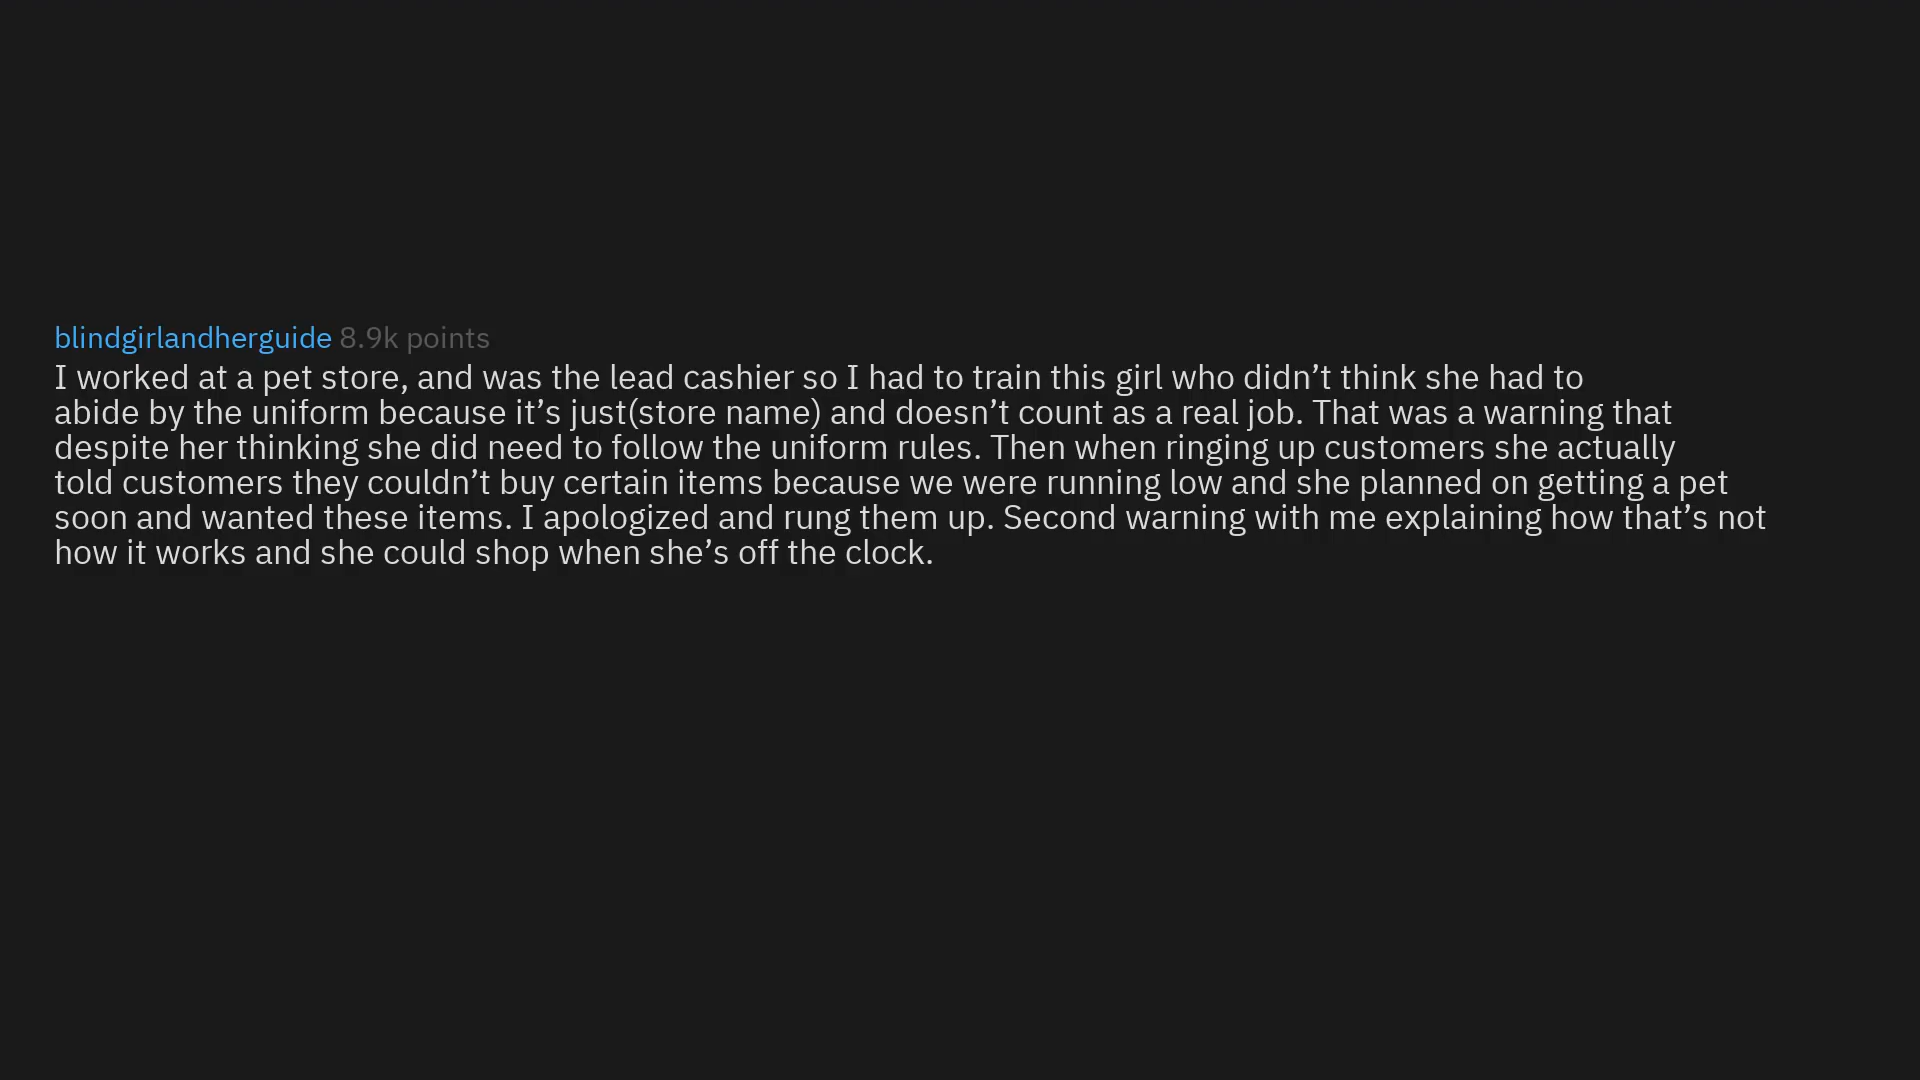 blindgirlandherguide 8.9k points
I worked at a pet store, and was the lead cashier so I had to train this girl who didn’t think she had to
abide by the uniform because it’s just(store name) and doesn’t count as a real job. That was a warning that
despite her thinking she did need to follow the uniform rules. Then when ringing up customers she actually
told customers they couldn’t buy certain items because we were running low and she planned on getting a pet
soon and wanted these items. I apologized and rung them up. Second warning with me explaining how that’s not
how it works and she could shop when she’s off the clock.